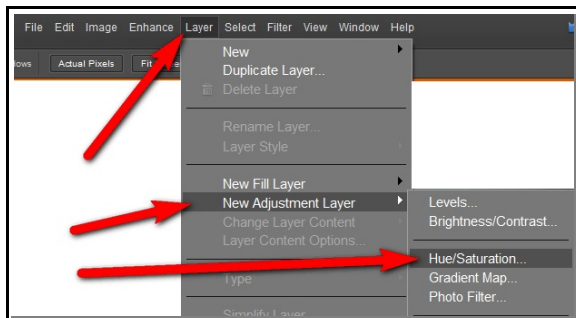 File Edit Image Enhance Layer Select Filter View Window Help
Actual Pixels
New
Duplicate Layer...
Delete Layer
Rename Layer...
Layer Style
New Fill Layer
New Adjustment Layer
Levels...
Change Layer Content
Brightness/Contrast...
Layer Content Options...
Hue/Saturation...
Type
Gradient Map...
Photo Filter...
Simplify Layer